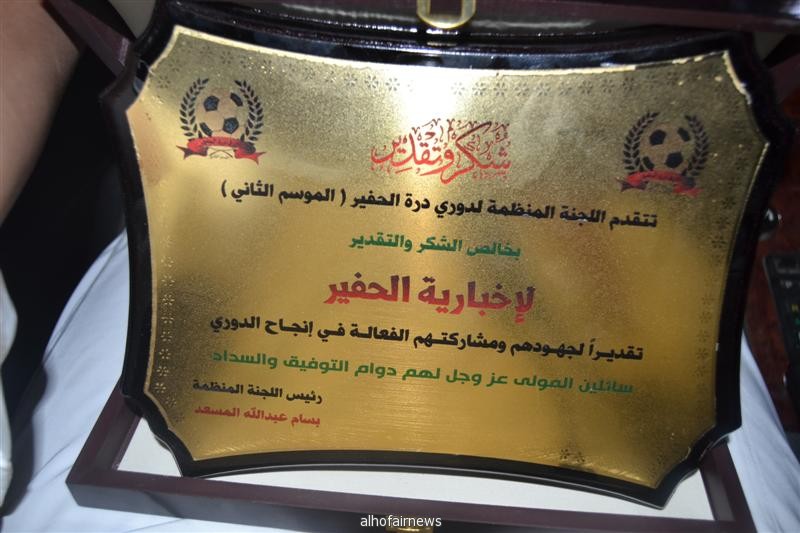 شكر وتقدير
تتقدم اللجنة المنظمة لدوري درة الحفير ( الموسم الثاني )
بخالص الشكر والتقدير
لإخبارية الحفير
تقديراً لجهودهم ومشاركتهم الفعالة في إنجاح الدوري
سائلين المولى عز وجل لهم دوام التوفيق والسداد
رئيس اللجنة المنظمة
بسام عبدالله المسعد
alhofairnews